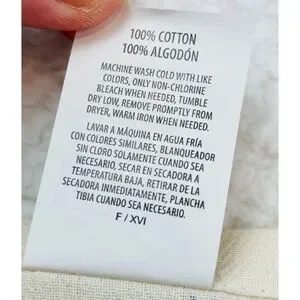 100% COTTON
100% ALGODÓN
MACHINE WASH COLD WITH LIKE
COLORS, ONLY NON-CHLORINE
BLEACH WHEN NEEDED, TUMBLE
DRY LOW, REMOVE PROMPTLY FROM
DRYER, WARM IRON WHEN NEEDED.
LAVAR A MÁQUINA EN AGUA FRÍA
CON COLORES SIMILARES, BLANQUEADOR
SIN CLORO SOLAMENTE CUANDO SEA
NECESARIO, SECAR EN SECADORA A
TEMPERATURA BAJA, RETIRAR DE LA
SECADORA INMEDIATAMENTE, PLANCHA
TIBIA CUANDO SEA NECESARIO.
F / XVI